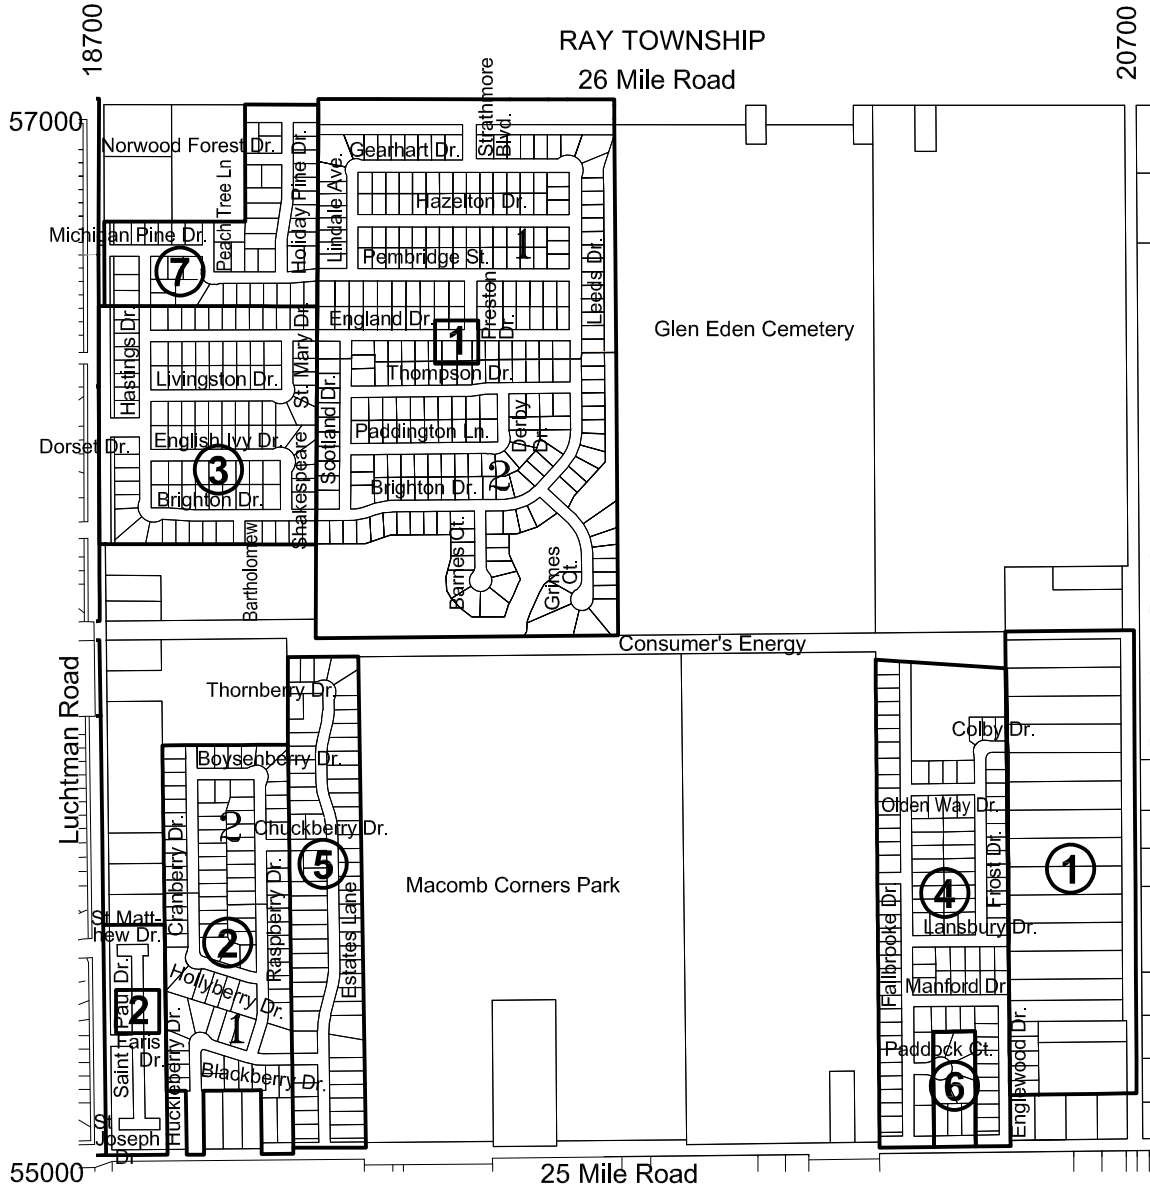 18700
RAY TOWNSHIP
26 Mile Road
20700
57000
Norwood Forest Dr.
Peach Tree Ln
Holiday Pine Dr.
Lindale Ave.
Gearhart Dr.
Strathmore
Blvd.
Hazelton Dr.
Michigan Pine Dr.
7
Pembridge St.
1
Leeds Dr.
England Dr.
Preston
Dr.
1
Glen Eden Cemetery
Hastings Dr.
St. Mary Dr.
Livingston Dr.
Thompson Dr.
Scotland Dr.
Dorset Dr.
English Ivy Dr.
Paddington Ln.
Derby
Dr.
3
Brighton Dr.
Shakespeare
Brighton Dr.
2
Bartholomew
Barnes Ct.
Grimes
Ct.
Consumer's Energy
Luchtman Road
Thornberry Dr.
Boysenberry Dr.
Colby Dr.
2
Chuckberry Dr.
Olden Way Dr.
Cranberry Dr.
5
Raspberry Dr.
Estates Lane
Macomb Corners Park
Fallbrooke Dr
4
Frost Dr.
1
St Matt-
hew Dr.
2
Lansbury Dr.
Hollyberry Dr.
Manford Dr
Saint Paul Dr.
2
Faris
Dr.
1
Huckleberry Dr.
Blackberry Dr.
Paddock Ct.
6
Englewood Dr.
St
Joseph
Dr
55000
25 Mile Road